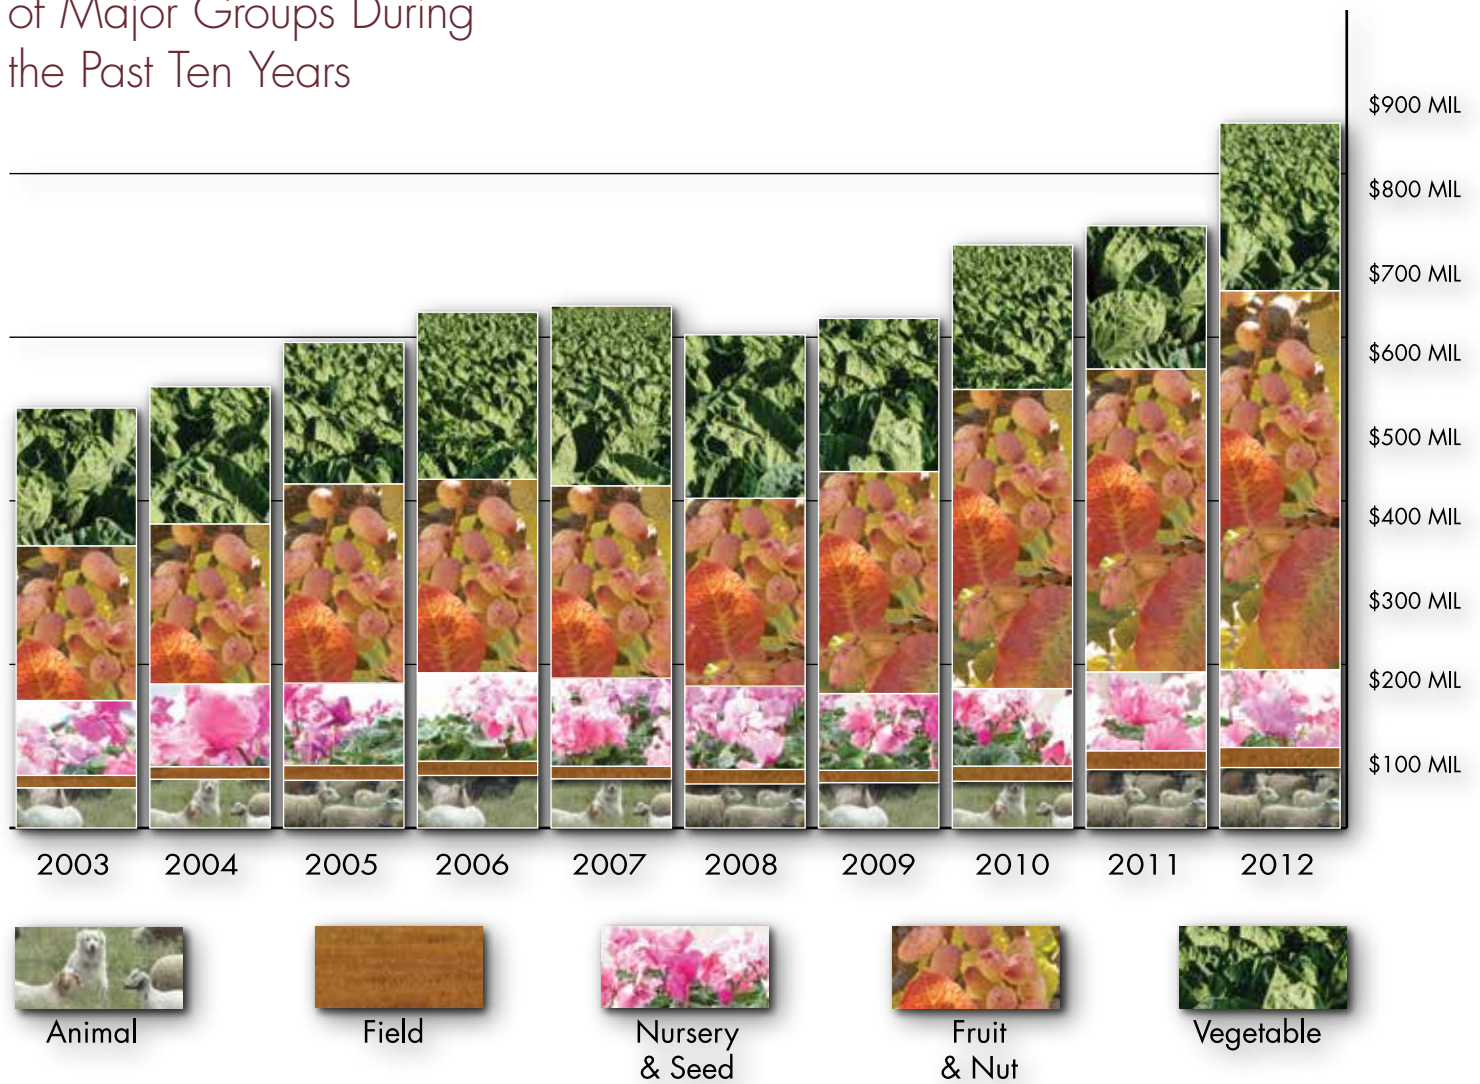 of Major Groups During
the Past Ten Years
$900 MIL
$800 MIL
$700 MIL
$600 MIL
$500 MIL
$400 MIL
$300 MIL
$200 MIL
$100 MIL
2003 2004 2005 2006 2007 2008 2009 2010 2011 2012
Animal Field Nursery Fruit Vegetable
& Seed & Nut